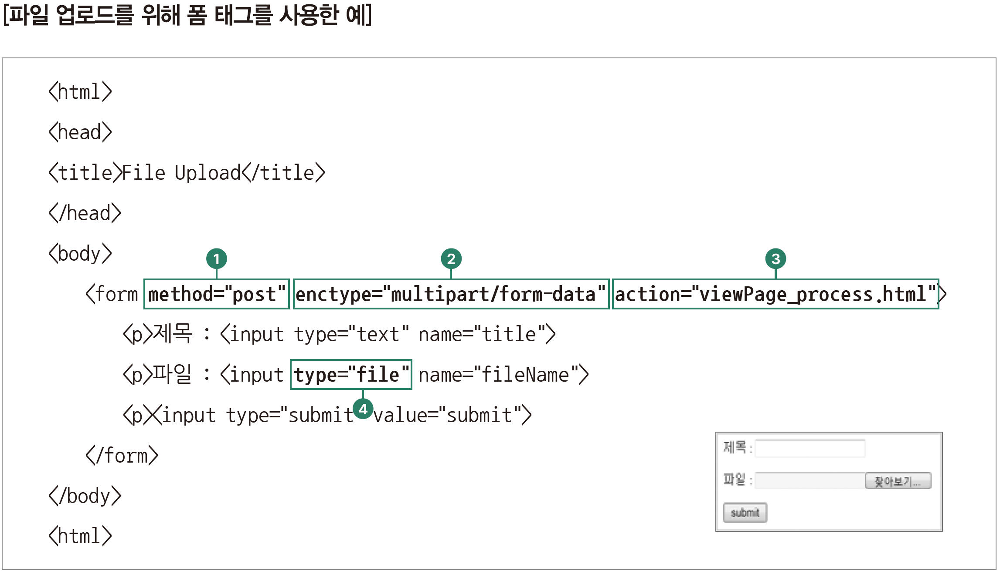 [파일 업로드를 위해 폼 태그를 사용한 예]
<html>
<head>
<title>File Upload</title>
</head>
<body>
1 2 3
<form method="post" enctype="multipart/form-data" action="viewPage_process.html">
<p>제목 : <input type="text" name="title">
<p>파일 : <input type="file" name="fileName">
4
<p><input type="submit value="submit">
</form>
</body>
<html>
제목 :
파일 : 찾아보기...
submit